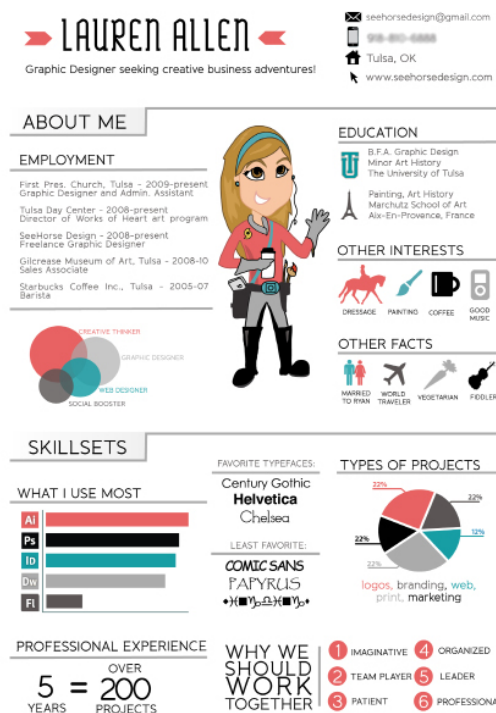 LAUREN ALLEN
Graphic Designer seeking creative business adventures!
seehorsedesign@gmail.com
Tulsa, OK
www.seehorsedesign.com
ABOUT ME
EMPLOYMENT
First Pres. Church, Tulsa - 2009-present
Graphic Designer and Admin. Assistant
Tulsa Day Center - 2008-present
Director of Works of Heart art program
SeeHorse Design - 2008-present
Freelance Graphic Designer
Gilcrease Museum of Art, Tulsa - 2008-10
Sales Associate
Starbucks Coffee Inc., Tulsa - 2005-07
Barista
CREATIVE THINKER
GRAPHIC DESIGNER
WEB DESIGNER
SOCIAL BOOSTER
EDUCATION
B.F.A. Graphic Design
Minor Art History
The University of Tulsa
Painting, Art History
Marchutz School of Art
Aix-En-Provence, France
OTHER INTERESTS
DRESSAGE PAINTING COFFEE GOOD
MUSIC
OTHER FACTS
MARRIED WORLD VEGETARIAN FIDDLER
TO RYAN TRAVELER
SKILLSETS
WHAT I USE MOST
Ai
Ps
ID
Dw
Fl
FAVORITE TYPEFACES:
Century Gothic
Helvetica
Chelsea
LEAST FAVORITE:
COMIC SANS
PAPYRUS
TYPES OF PROJECTS
22%
22%
12%
22%
22%
logos, branding, web,
print, marketing
PROFESSIONAL EXPERIENCE
5 = OVER 200
YEARS PROJECTS
WHY WE
SHOULD
WORK
TOGETHER
1 IMAGINATIVE 4 ORGANIZED
2 TEAM PLAYER 5 LEADER
3 PATIENT 6 PROFESSIONA